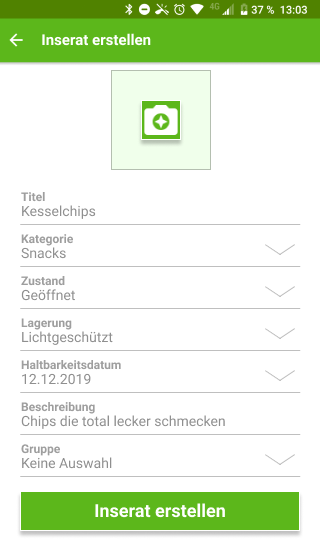 4G 37 % 13:03
Inserat erstellen
Titel
Kesselchips
Kategorie
Snacks
Zustand
Geöffnet
Lagerung
Lichtgeschützt
Haltbarkeitsdatum
12.12.2019
Beschreibung
Chips die total lecker schmecken
Gruppe
Keine Auswahl
Inserat erstellen